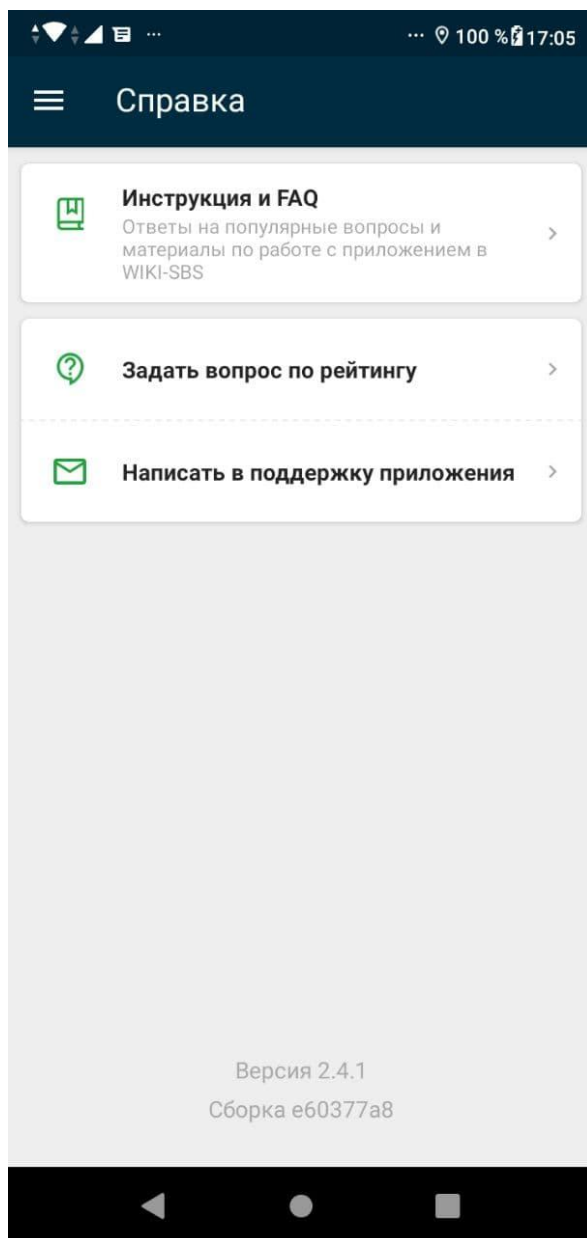 ... ... 100 % 17:05
Справка
Инструкция и FAQ
Ответы на популярные вопросы и
материалы по работе с приложением в
WIKI-SBS
Задать вопрос по рейтингу
Написать в поддержку приложения
Версия 2.4.1
Сборка e60377a8